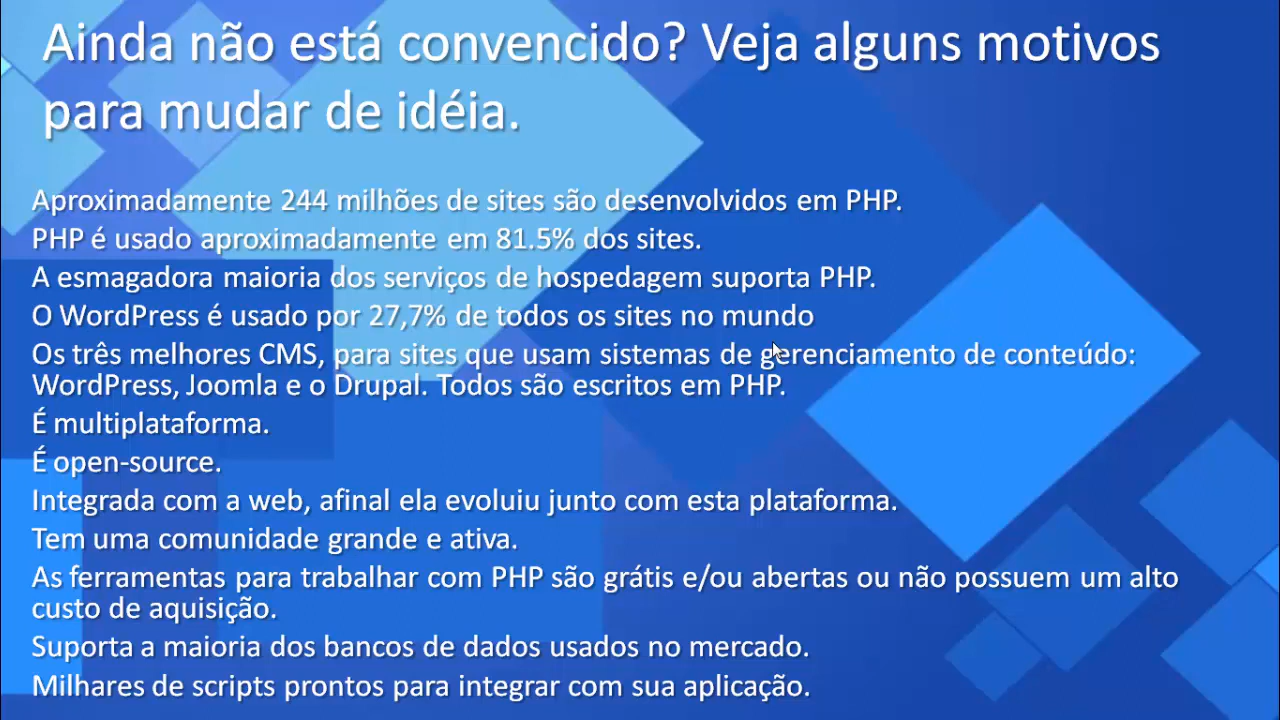 Ainda não está convencido? Veja alguns motivos
para mudar de idéia.
Aproximadamente 244 milhões de sites são desenvolvidos em PHP.
PHP é usado aproximadamente em 81.5% dos sites.
A esmagadora maioria dos serviços de hospedagem suporta PHP.
O WordPress é usado por 27,7% de todos os sites no mundo
Os três melhores CMS, para sites que usam sistemas de gerenciamento de conteúdo:
WordPress, Joomla e o Drupal. Todos são escritos em PHP.
É multiplataforma.
É open-source.
Integrada com a web, afinal ela evoluiu junto com esta plataforma.
Tem uma comunidade grande e ativa.
As ferramentas para trabalhar com PHP são grátis e/ou abertas ou não possuem um alto
custo de aquisição.
Suporta a maioria dos bancos de dados usados no mercado.
Milhares de scripts prontos para integrar com sua aplicação.